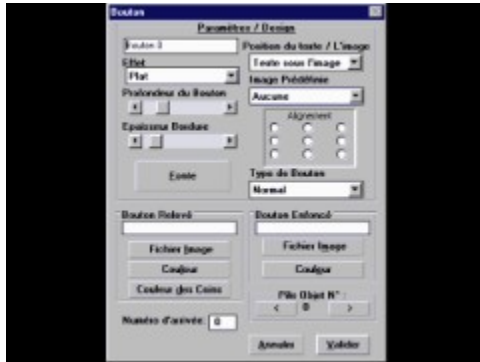 Bouton
Paramètres / Design
Bouton 3
Position du texte / L'image
Effet
Texte sous l'image
Plat
Image Prédéfinie
Profondeur du Bouton
Aucune
Alignement
Epaisseur Bordure
Fonte
Type de Bouton
Normal
Bouton Relevé
Bouton Enfoncé
Fichier Image
Fichier Image
Couleur
Couleur
Couleur des Coins
Pile Objet N° :
< 0 >
Numéro d'arrivée: 0
Annuler
Valider